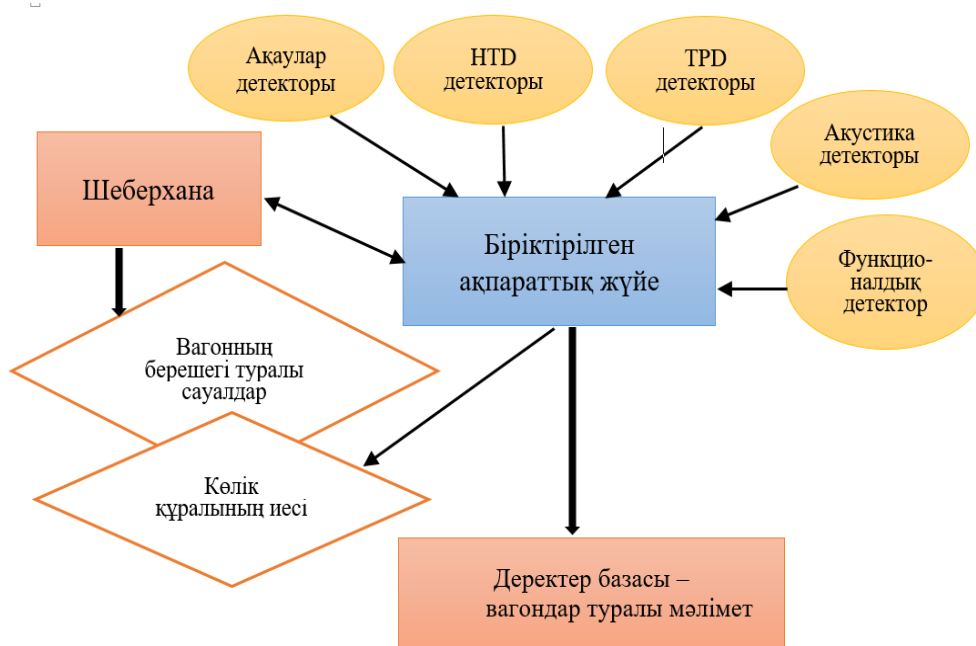 Ақаулар
детекторы
HTD
детекторы
TPD
детекторы
Акустика
детекторы
Шеберхана
Біріктірілген
ақпараттық жүйе
Функцио-
налдық
детектор
Вагонның
берешегі туралы
сауалдар
Көлік
құралының иесі
Деректер базасы –
вагондар туралы мәлімет